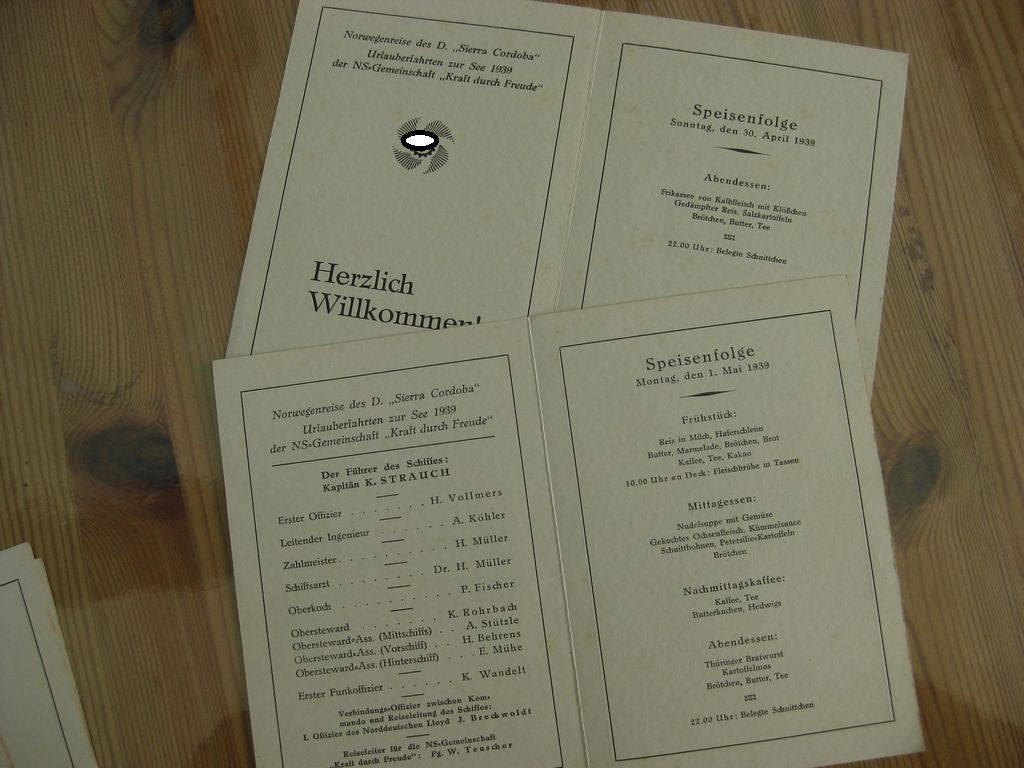 Norwegenreise des D. „Sierra Cordoba“
Urlauberfahrten zur See 1939
der NS=Gemeinschaft „Kraft durch Freude“
Herzlich
Willkommen!
Speisenfolge
Sonntag, den 30. April 1939
Abendessen:
Frikassee von Kalbfleisch mit Klößchen
Gedämpfter Reis, Salzkartoffeln
Brötchen, Butter, Tee
22.00 Uhr: Belegte Schnittchen
Norwegenreise des D. „Sierra Cordoba“
Urlauberfahrten zur See 1939
der NS=Gemeinschaft „Kraft durch Freude“
Der Führer des Schiffes:
Kapitän K. STRAUCH
Erster Offizier . . . . . . . H. Vollmers
Leitender Ingenieur . . . . . . A. Köhler
Zahlmeister . . . . . . . . . H. Müller
Schiffsarzt . . . . . . . . Dr. H. Müller
Oberkoch . . . . . . . . . P. Fischer
Obersteward . . . . . . . K. Rohrbach
Obersteward=Ass. (Mittschiffs) . . A. Stützle
Obersteward=Ass. (Vorschiff) . . H. Behrens
Obersteward=Ass. (Hinterschiff) . . . E. Mühe
Erster Funkoffizier . . . . . . K. Wandelt
Verbindungs=Offizier zwischen Kom=
mando und Reiseleitung des Schiffes:
I. Offizier des Norddeutschen Lloyd J. Breckwoldt
Reiseleiter für die NS=Gemeinschaft
„Kraft durch Freude“: Pg. W. Teuscher
Speisenfolge
Montag, den 1. Mai 1939
Frühstück:
Reis in Milch, Haferschleim
Butter, Marmelade, Brötchen, Brot
Kaffee, Tee, Kakao
10.00 Uhr an Deck: Fleischbrühe in Tassen
Mittagessen:
Nudelsuppe mit Gemüse
Gekochtes Ochsenfleisch, Kümmelsauce
Schnittbohnen, Petersilie=Kartoffeln
Brötchen
Nachmittagskaffee:
Kaffee, Tee
Butterkuchen, Hedwigs
Abendessen:
Thüringer Bratwurst
Kartoffelmus
Brötchen, Butter, Tee
22.00 Uhr: Belegte Schnittchen